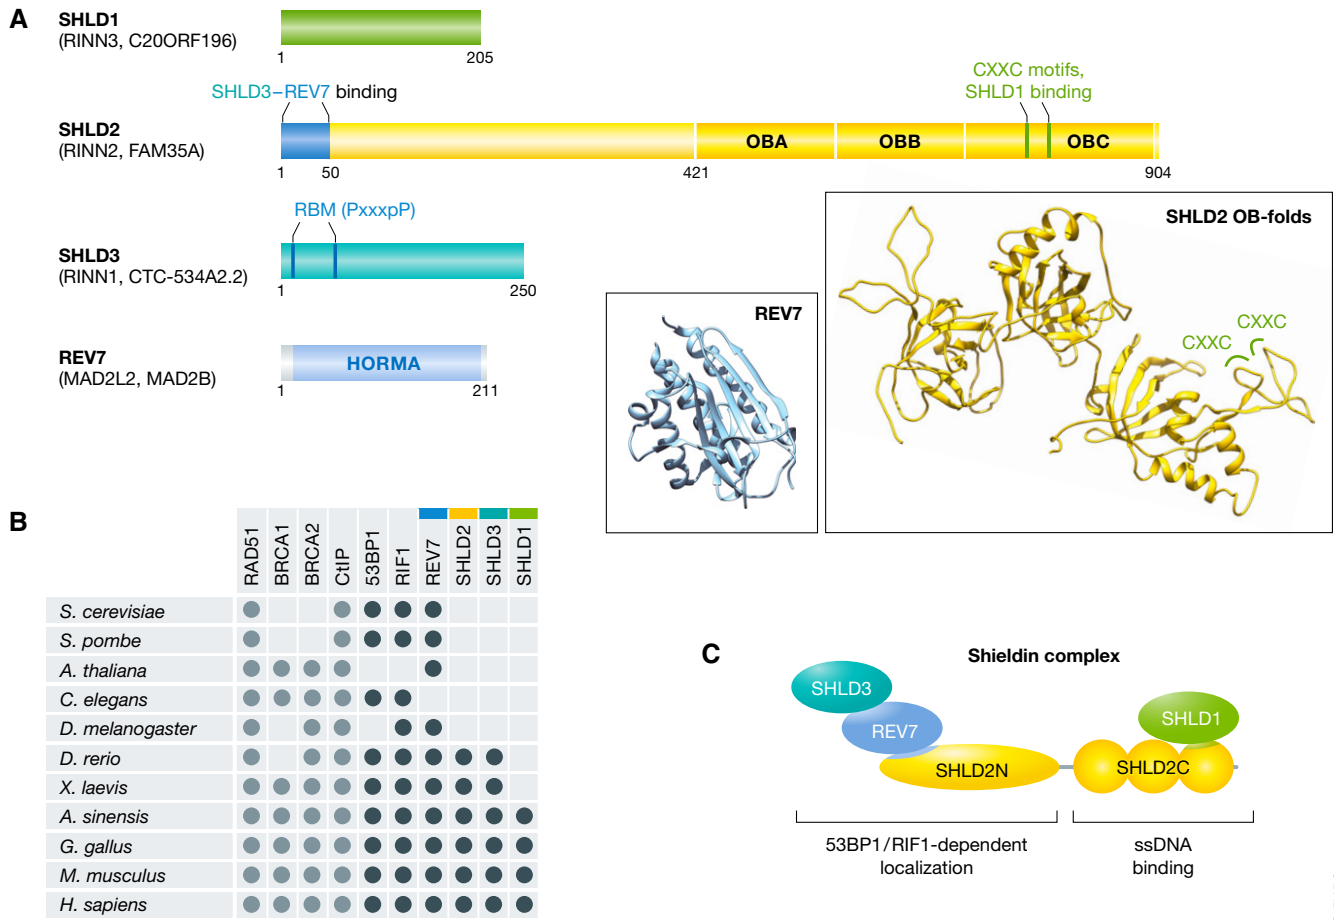 A
SHLD1
(RINN3, C20ORF196)
1 205
SHLD3–REV7 binding
CXXC motifs,
SHLD1 binding
SHLD2
(RINN2, FAM35A)
OBA OBB OBC
1 50 421 904
RBM (PxxxpP)
SHLD3
(RINN1, CTC-534A2.2)
1 250
REV7
(MAD2L2, MAD2B)
HORMA
1 211
REV7
SHLD2 OB-folds
CXXC
CXXC
B
RAD51
BRCA1
BRCA2
CtIP
53BP1
RIF1
REV7
SHLD2
SHLD3
SHLD1
S. cerevisiae
S. pombe
A. thaliana
C. elegans
D. melanogaster
D. rerio
X. laevis
A. sinensis
G. gallus
M. musculus
H. sapiens
C
Shieldin complex
SHLD3
REV7
SHLD2N
SHLD1
SHLD2C
53BP1/RIF1-dependent
localization
ssDNA
binding